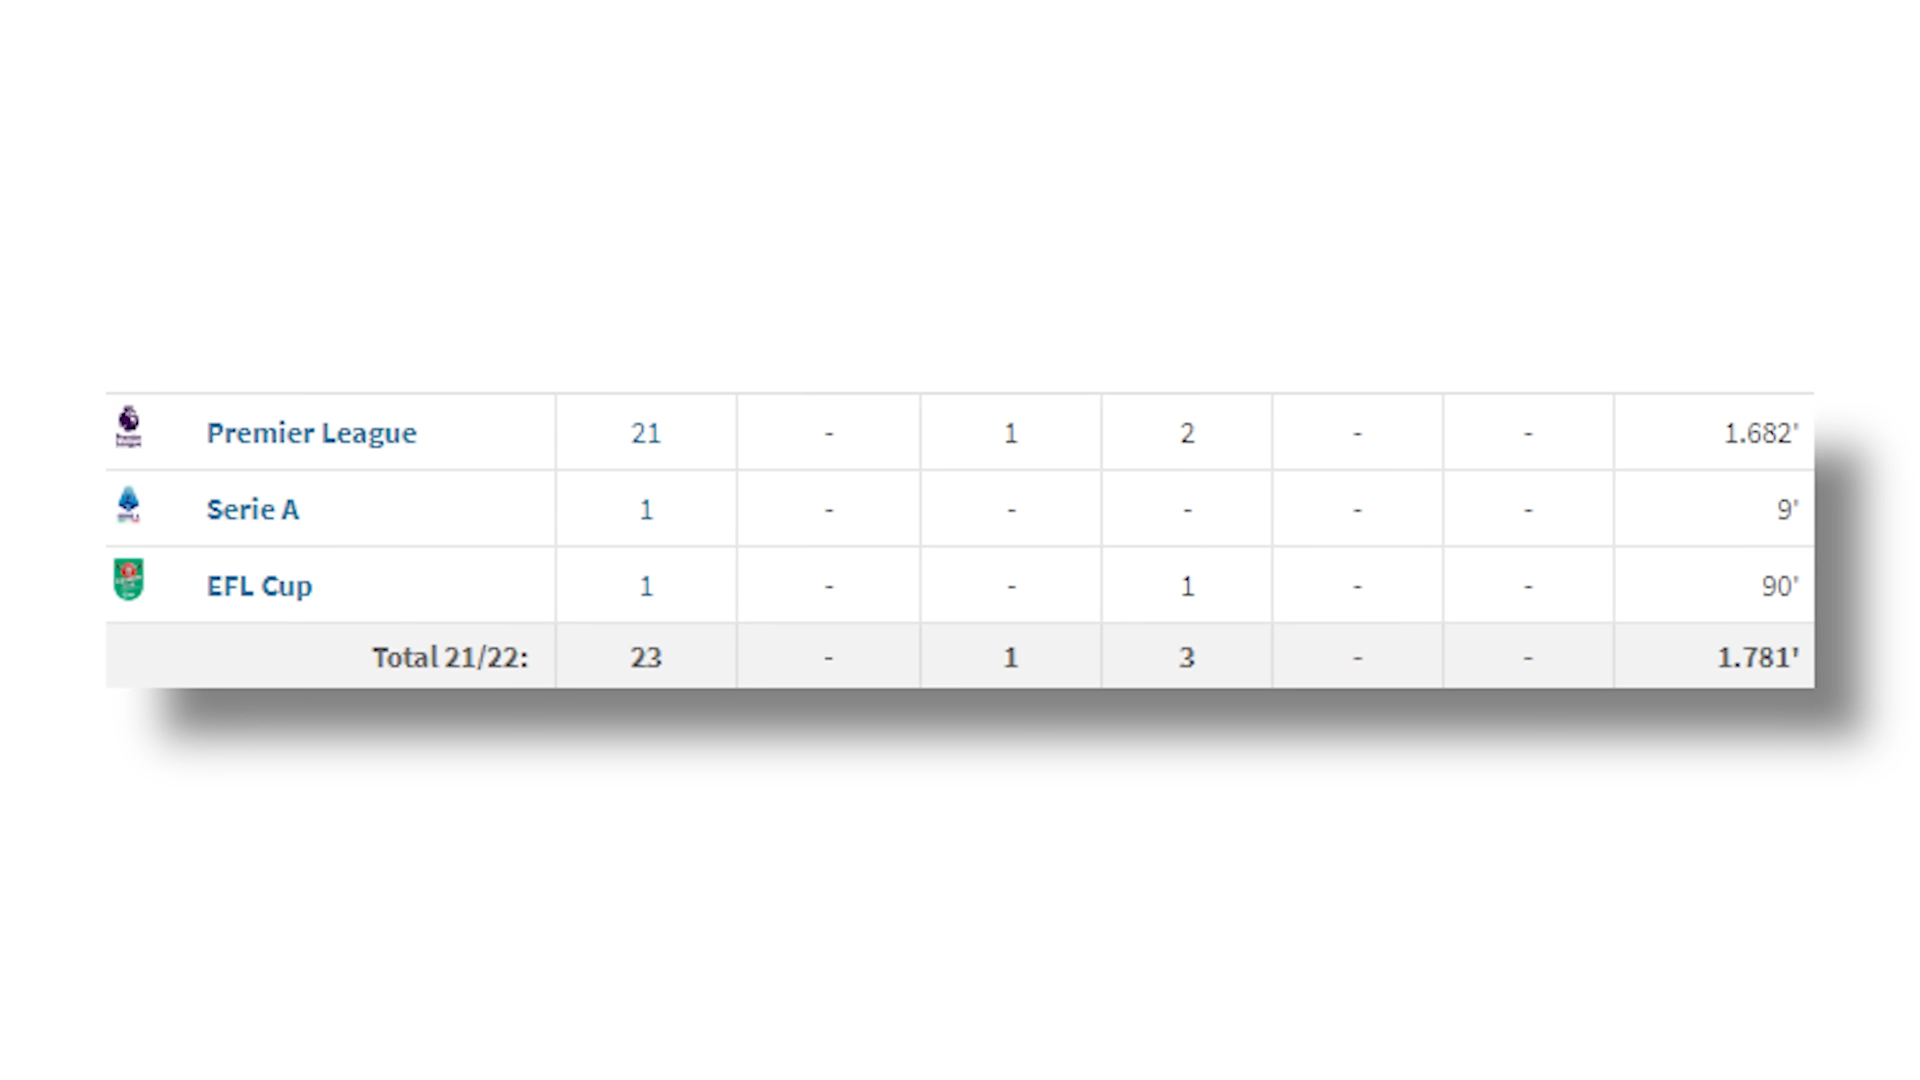 Premier League 21 - 1 2 - - 1.682'
Serie A 1 - - - - - 9'
EFL Cup 1 - - 1 - - 90'
Total 21/22: 23 - 1 3 - - 1.781'